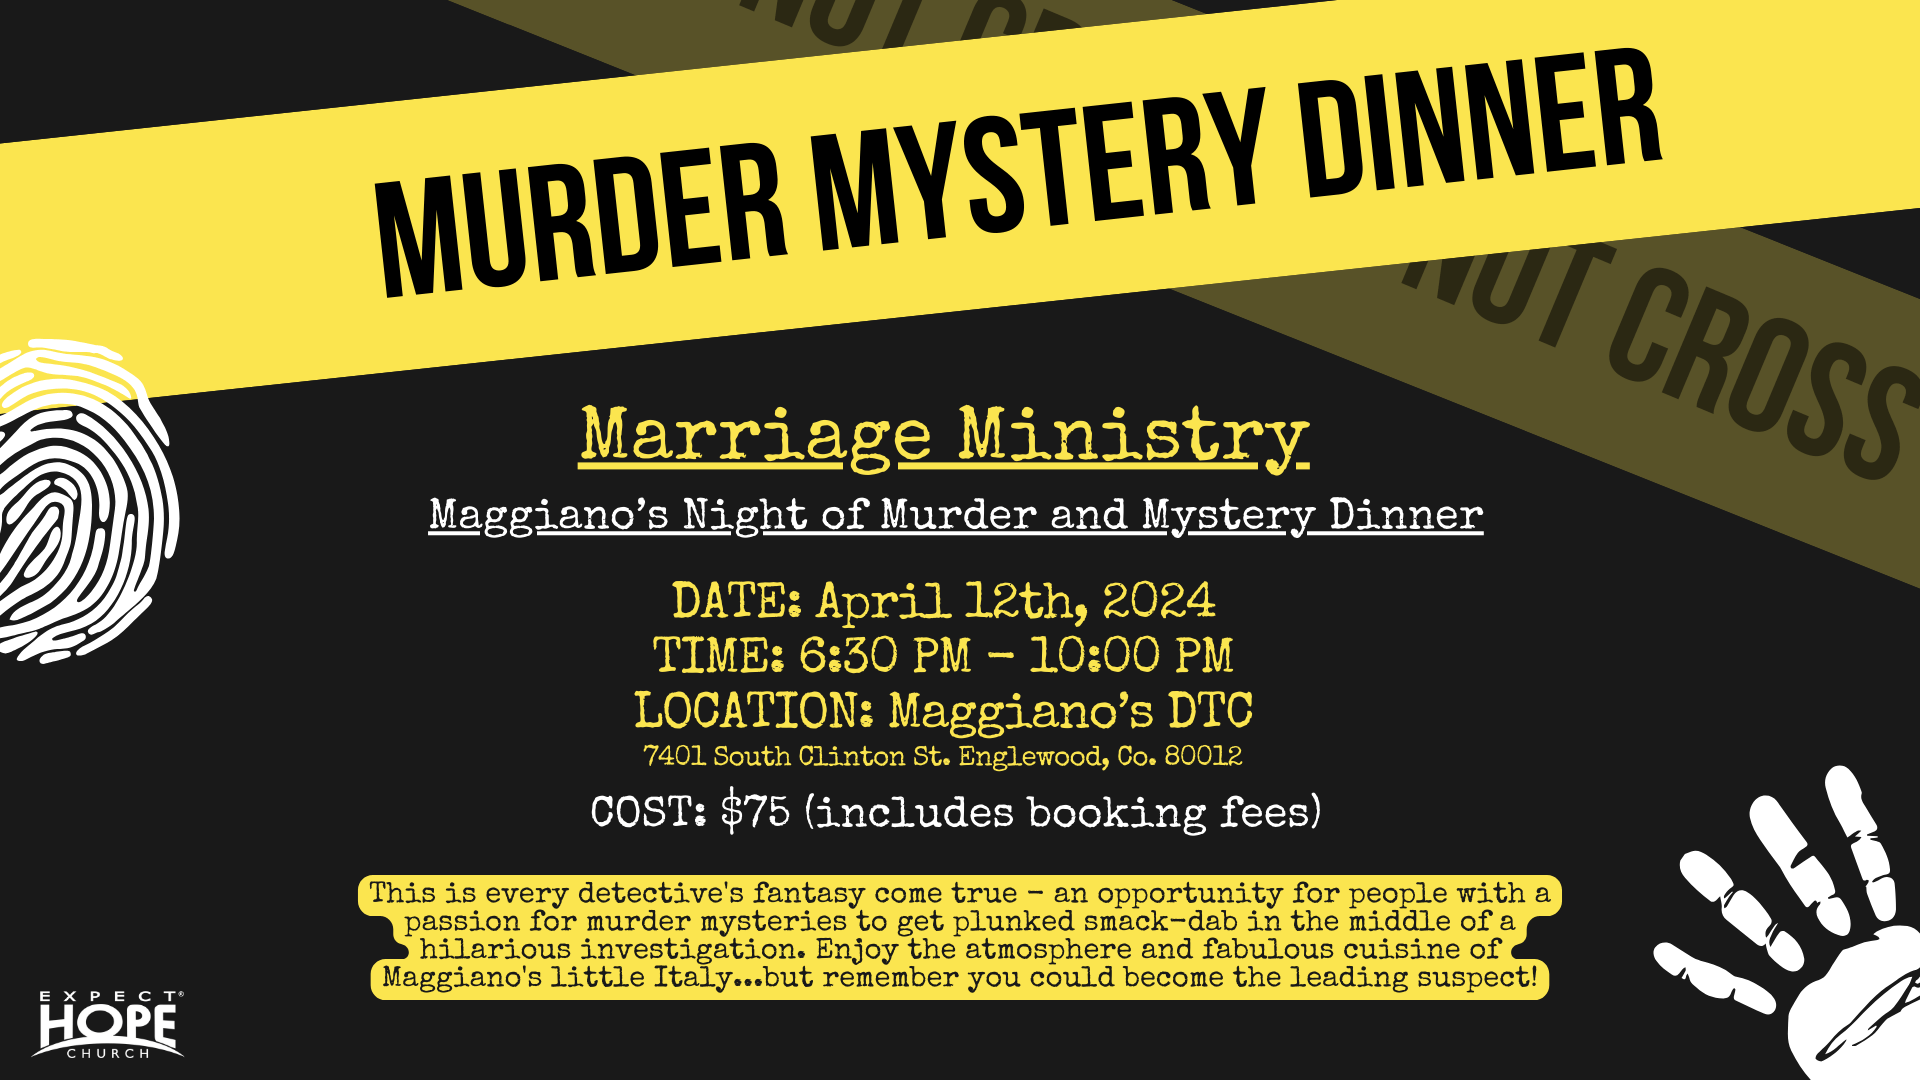 NOT CR
MURDER MYSTERY DINNER
NOT CROSS
Marriage Ministry
Maggiano’s Night of Murder and Mystery Dinner
DATE: April 12th, 2024
TIME: 6:30 PM - 10:00 PM
LOCATION: Maggiano’s DTC
7401 South Clinton St. Englewood, Co. 80012
COST: $75 (includes booking fees)
This is every detective's fantasy come true - an opportunity for people with a
passion for murder mysteries to get plunked smack-dab in the middle of a
hilarious investigation. Enjoy the atmosphere and fabulous cuisine of
Maggiano's little Italy...but remember you could become the leading suspect!
EXPECT®
HOPE
CHURCH